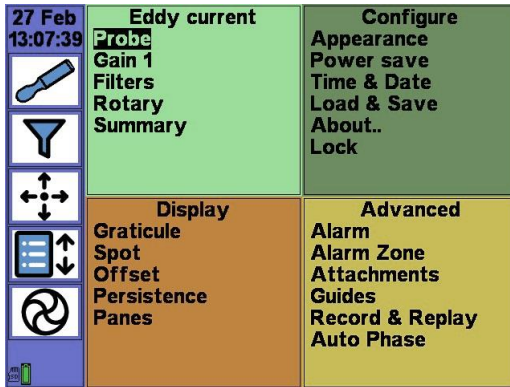 27 Feb
13:07:39
Eddy current
Probe
Gain 1
Filters
Rotary
Summary
Configure
Appearance
Power save
Time & Date
Load & Save
About..
Lock
Display
Graticule
Spot
Offset
Persistence
Panes
Advanced
Alarm
Alarm Zone
Attachments
Guides
Record & Replay
Auto Phase